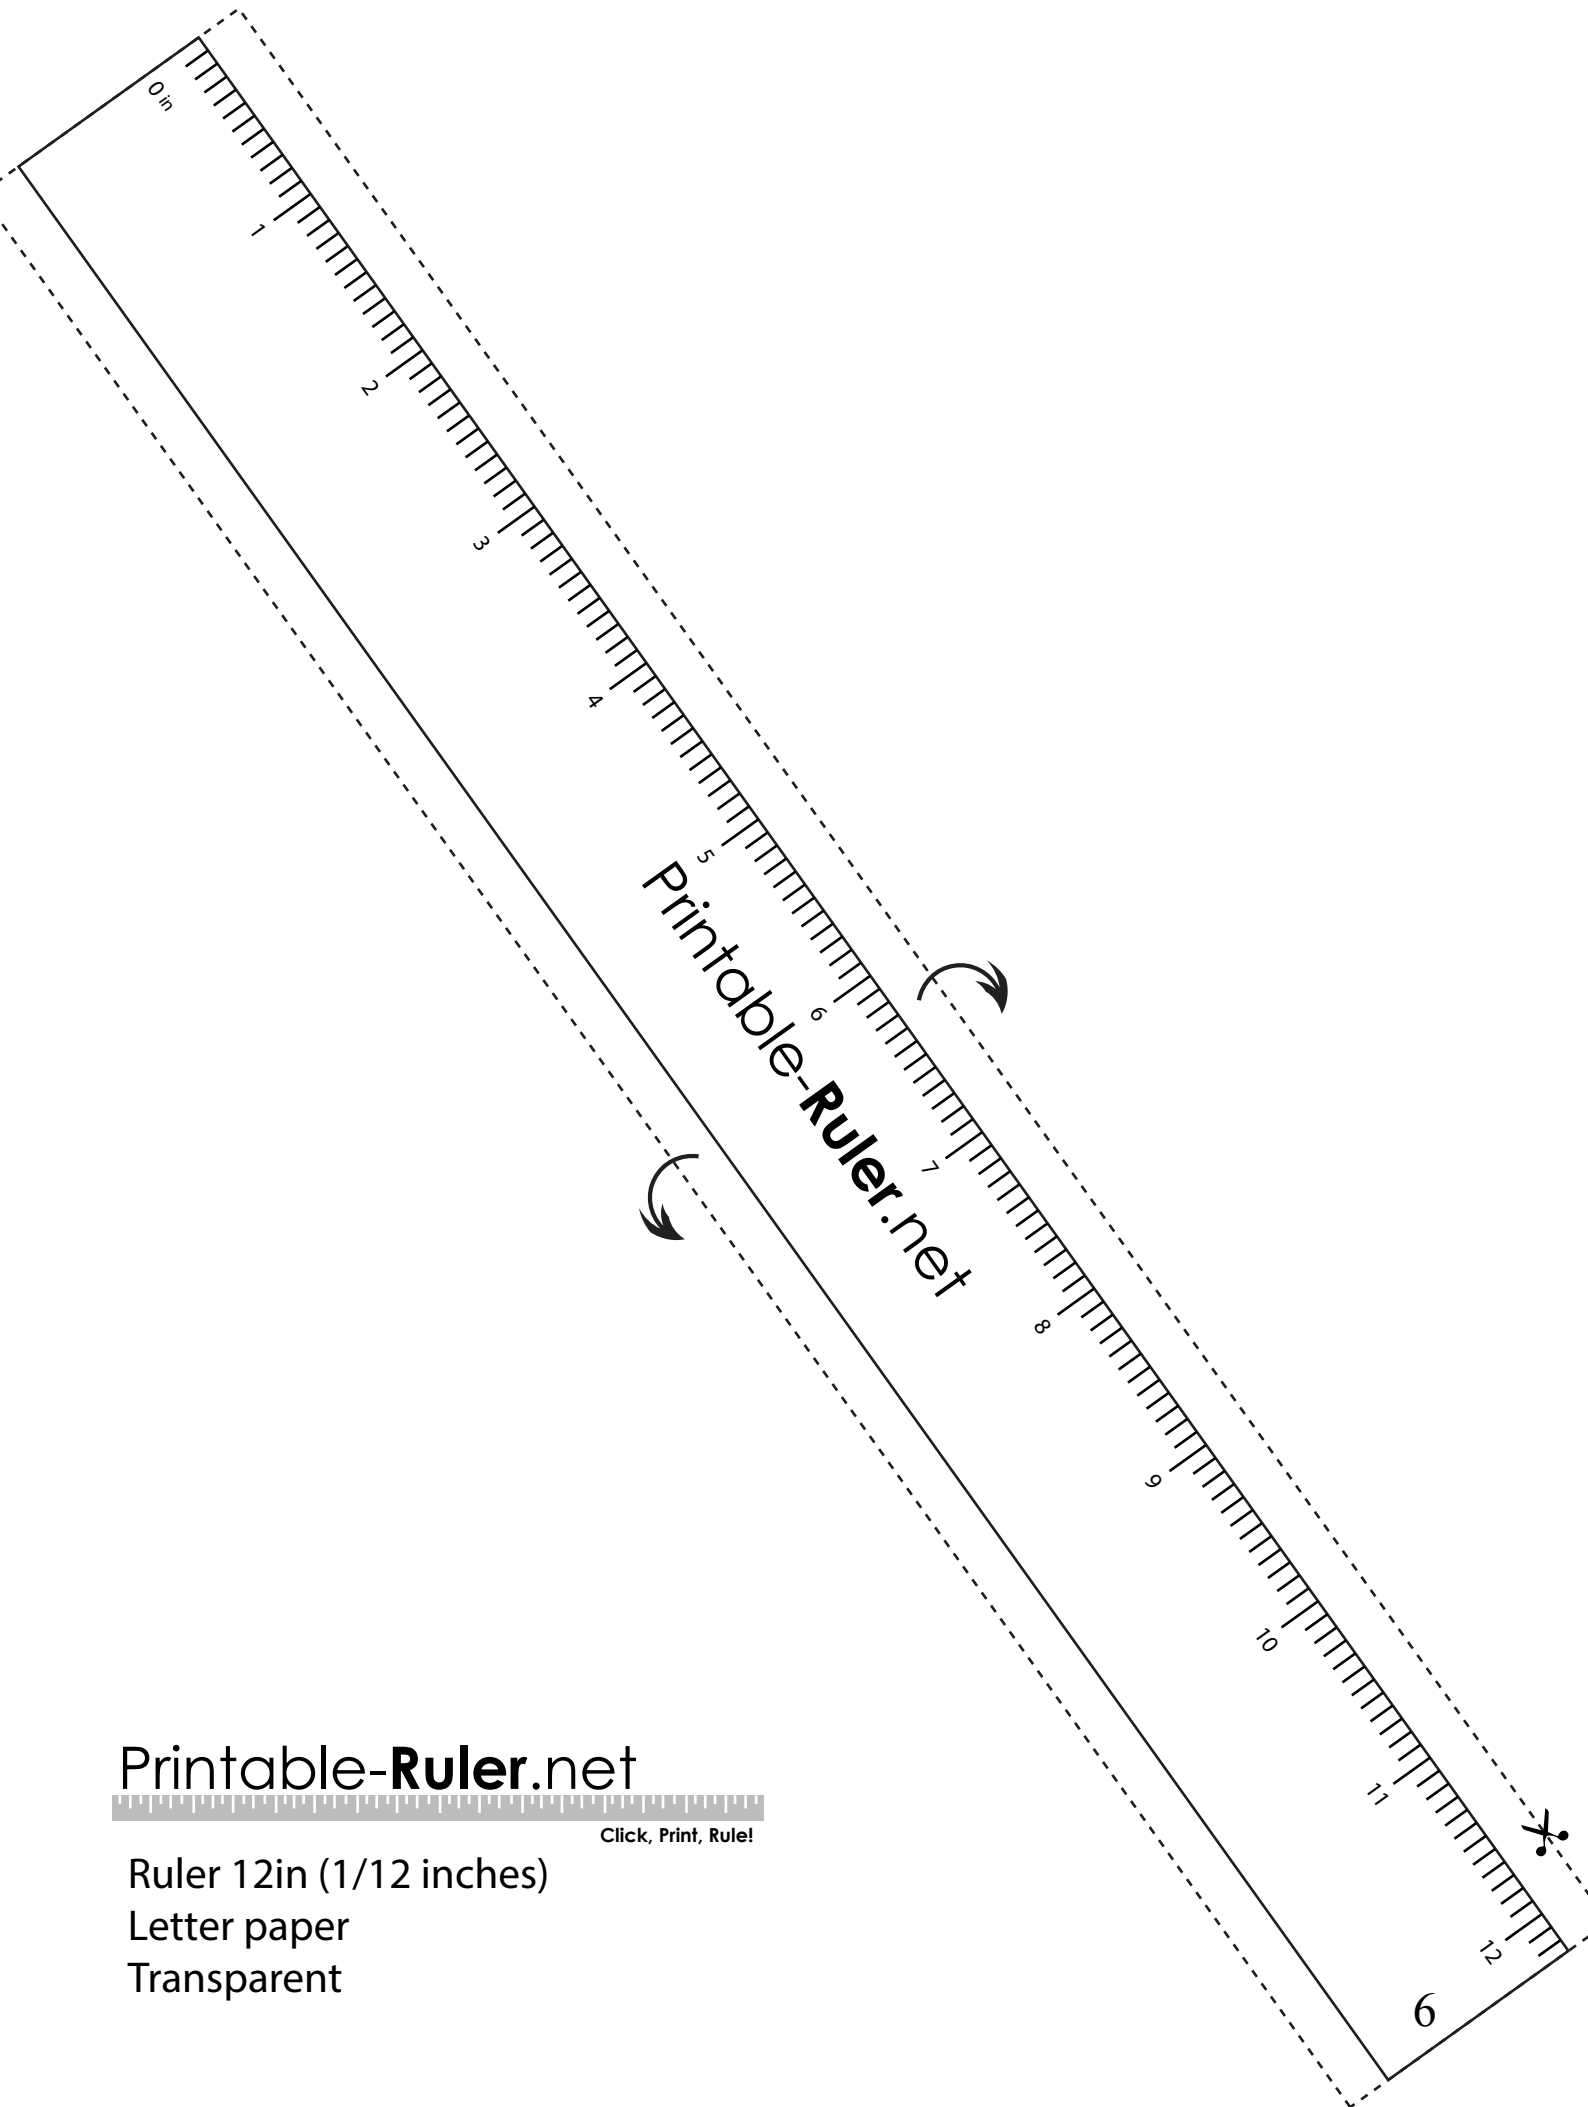 0 in
1
2
3
4
5
Printable-Ruler.net
6
7
8
9
10
11
12
6
Printable-Ruler.net
Click, Print, Rule!
Ruler 12in (1/12 inches)
Letter paper
Transparent